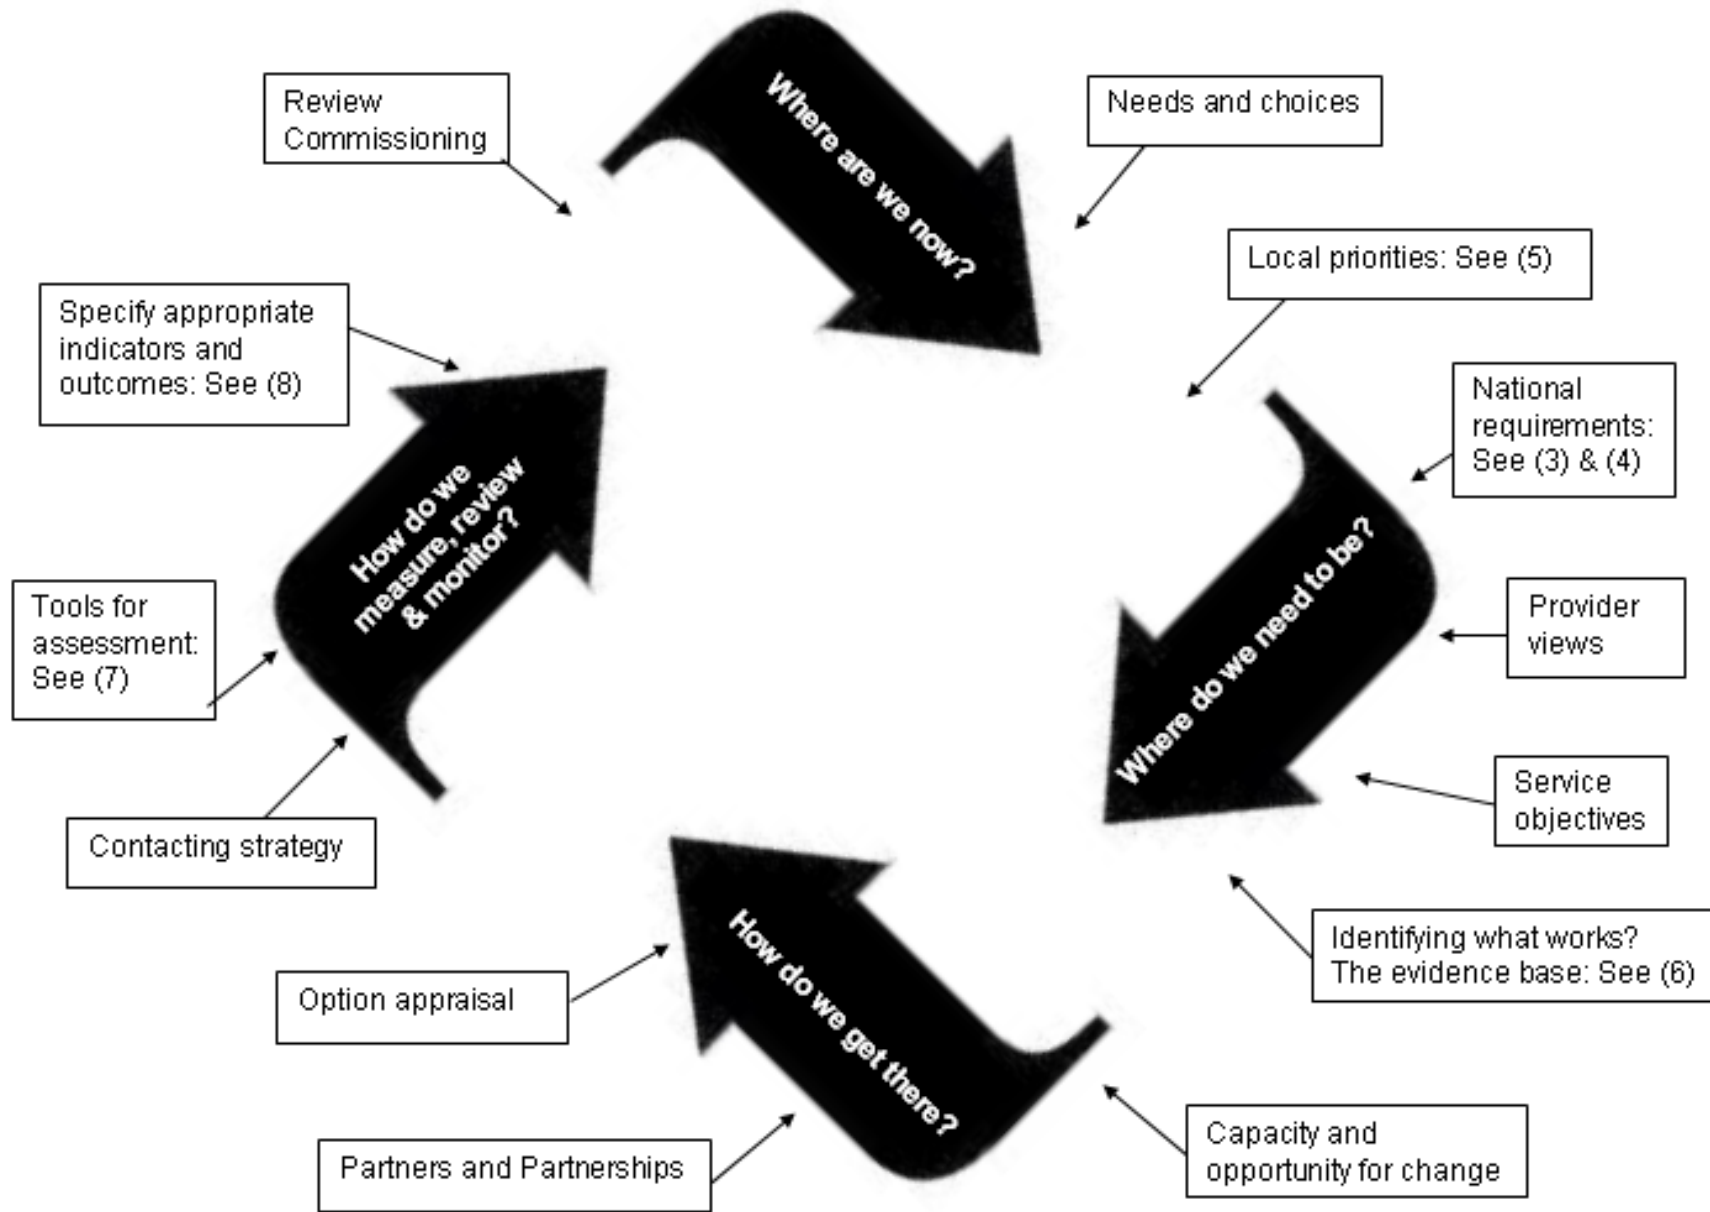 Where are we now?
Needs and choices
Local priorities: See (5)
National
requirements:
See (3) & (4)
Where do we need to be?
Provider
views
Service
objectives
Identifying what works?
The evidence base: See (6)
Capacity and
opportunity for change
How do we get there?
Partners and Partnerships
Option appraisal
Contacting strategy
Tools for
assessment:
See (7)
How do we
measure, review
& monitor?
Specify appropriate
indicators and
outcomes: See (8)
Review
Commissioning